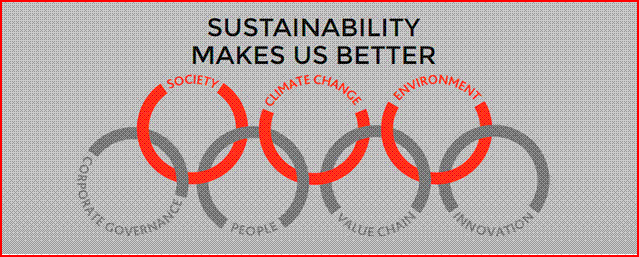 SUSTAINABILITY
MAKES US BETTER
SOCIETY
CLIMATE CHANGE
ENVIRONMENT
CORPORATE GOVERNANCE
PEOPLE
VALUE CHAIN
INNOVATION